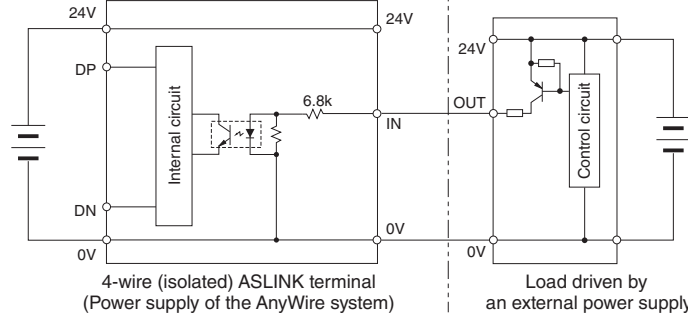 24V
24V
DP
Internal circuit
6.8k
IN
DN
0V
0V
24V
OUT
Control circuit
0V
4-wire (isolated) ASLINK terminal
(Power supply of the AnyWire system)
Load driven by
an external power supply